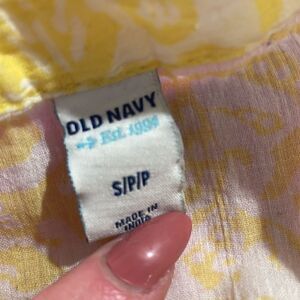 OLD NAVY
Est. 1994
S/P/P
MADE IN
INDIA